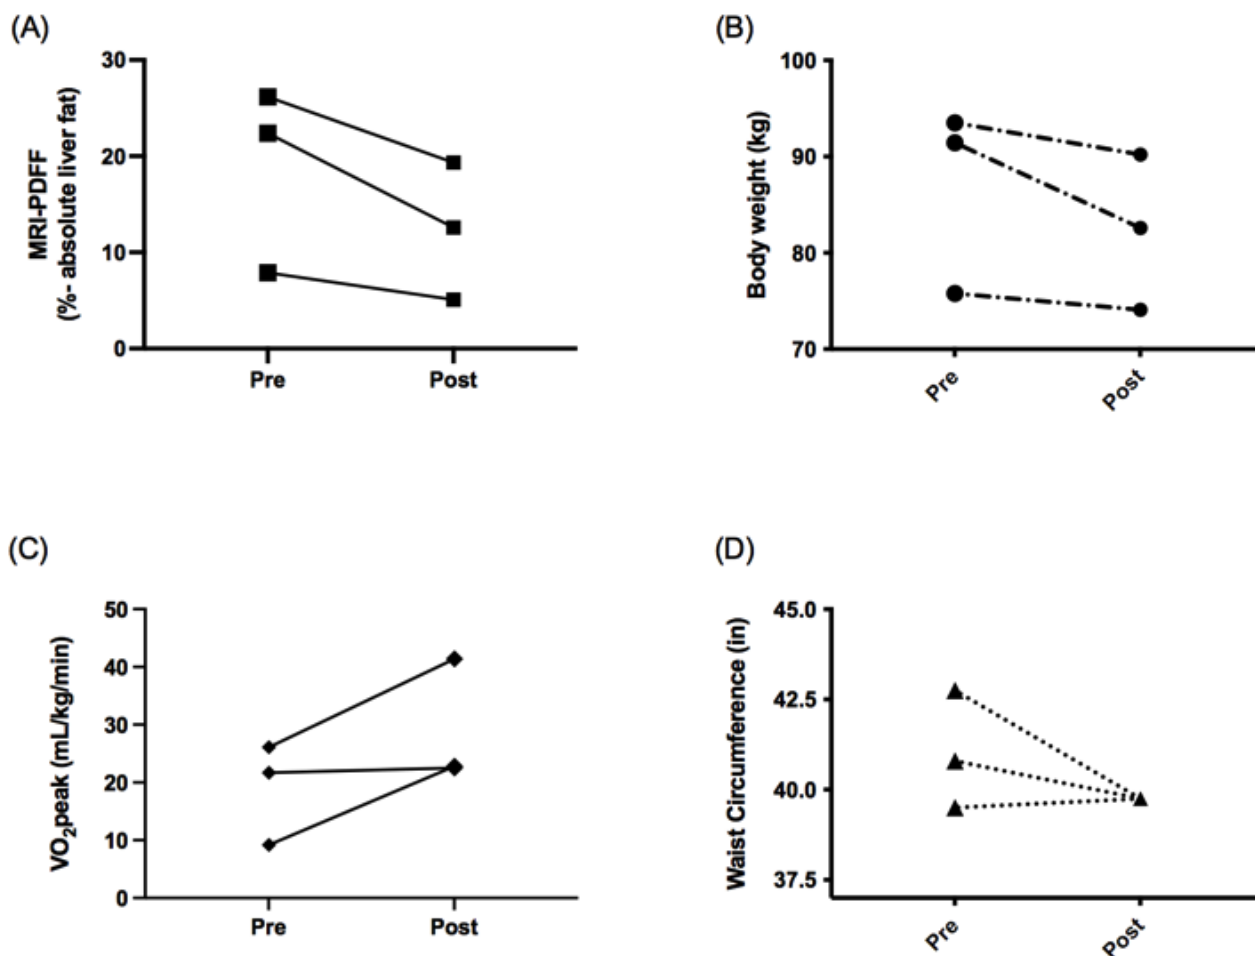 (A)
MRI-PDFF
(%- absolute liver fat)
30
20
10
0
Pre
Post
(B)
Body weight (kg)
100
90
80
70
Pre
Post
(C)
VO₂peak (mL/kg/min)
50
40
30
20
10
0
Pre
Post
(D)
Waist Circumference (in)
45.0
42.5
40.0
37.5
Pre
Post